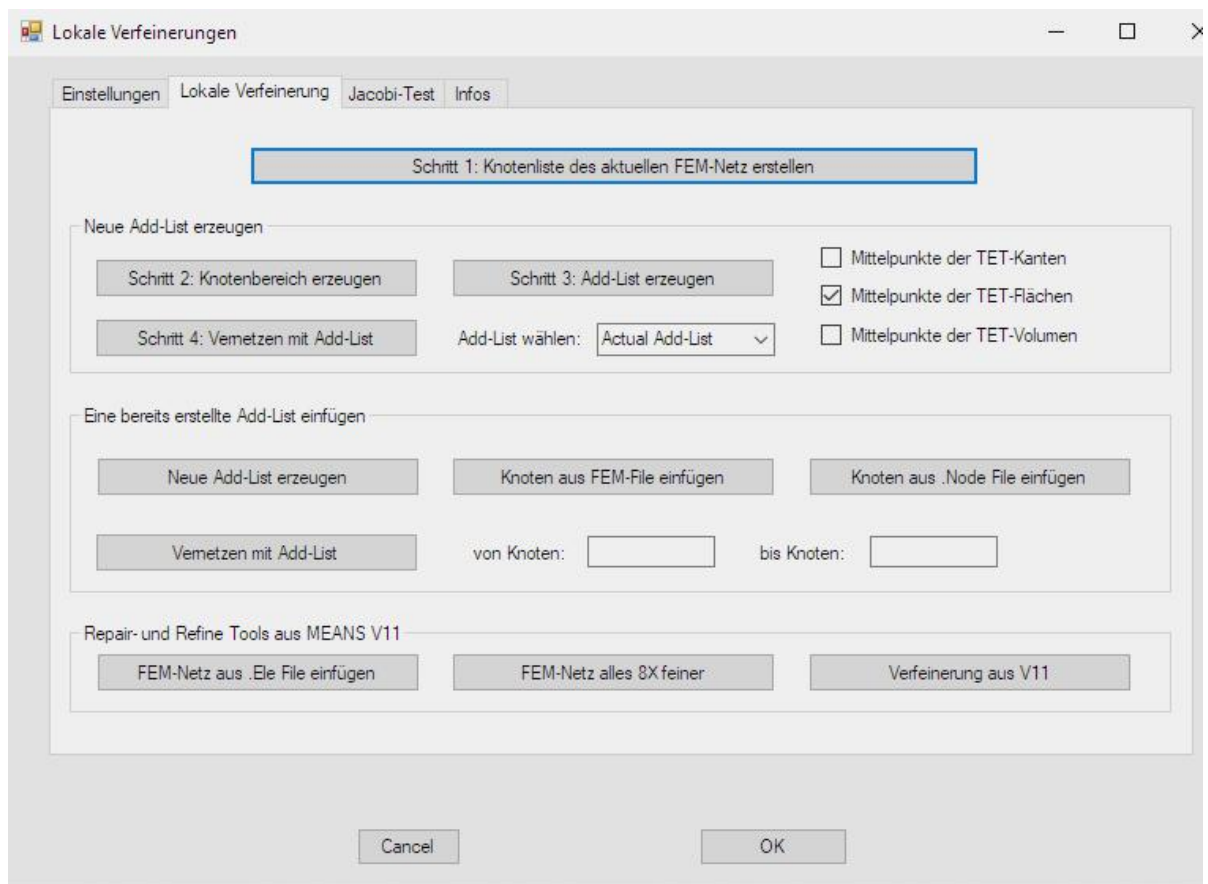 Lokale Verfeinerungen
Einstellungen Lokale Verfeinerung Jacobi-Test Infos
Schritt 1: Knotenliste des aktuellen FEM-Netz erstellen
Neue Add-List erzeugen
Schritt 2: Knotenbereich erzeugen Schritt 3: Add-List erzeugen
Mittelpunkte der TET-Kanten
Mittelpunkte der TET-Flächen
Schritt 4: Vernetzen mit Add-List Add-List wählen: Actual Add-List
Mittelpunkte der TET-Volumen
Eine bereits erstellte Add-List einfügen
Neue Add-List erzeugen Knoten aus FEM-File einfügen Knoten aus .Node File einfügen
Vernetzen mit Add-List von Knoten: bis Knoten:
Repair- und Refine Tools aus MEANS V11
FEM-Netz aus .Ele File einfügen FEM-Netz alles 8X feiner Verfeinerung aus V11
Cancel OK